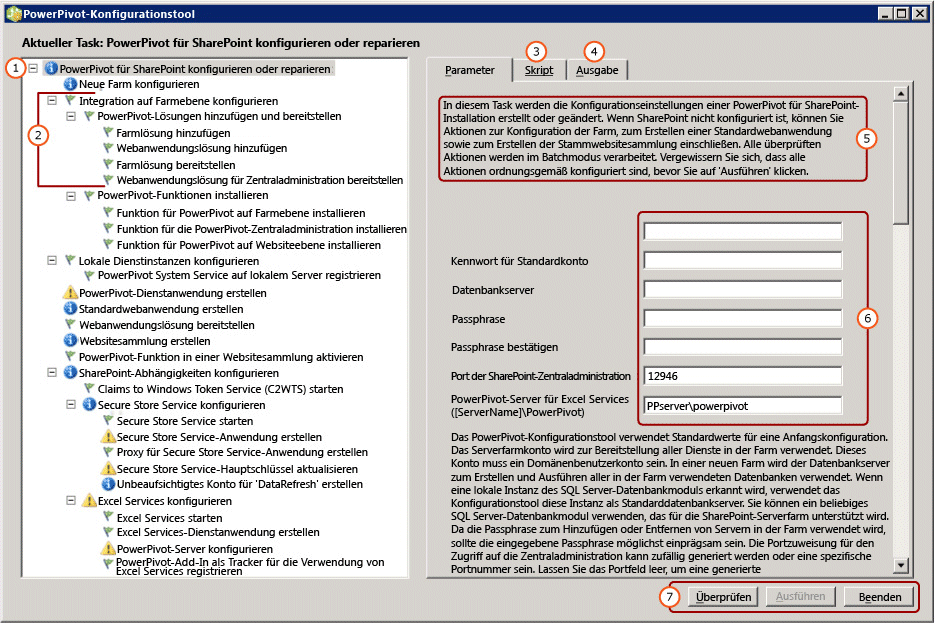 PowerPivot-Konfigurationstool
Aktueller Task: PowerPivot für SharePoint konfigurieren oder reparieren
1
PowerPivot für SharePoint konfigurieren oder reparieren
Neue Farm konfigurieren
Integration auf Farmebene konfigurieren
PowerPivot-Lösungen hinzufügen und bereitstellen
2
Farmlösung hinzufügen
Webanwendungslösung hinzufügen
Farmlösung bereitstellen
Webanwendungslösung für Zentraladministration bereitstellen
PowerPivot-Funktionen installieren
Funktion für PowerPivot auf Farmebene installieren
Funktion für die PowerPivot-Zentraladministration installieren
Funktion für PowerPivot auf Websiteebene installieren
Lokale Dienstinstanzen konfigurieren
PowerPivot System Service auf lokalem Server registrieren
PowerPivot-Dienstanwendung erstellen
Standardwebanwendung erstellen
Webanwendungslösung bereitstellen
Websitesammlung erstellen
PowerPivot-Funktion in einer Websitesammlung aktivieren
SharePoint-Abhängigkeiten konfigurieren
Claims to Windows Token Service (C2WTS) starten
Secure Store Service konfigurieren
Secure Store Service starten
Secure Store Service-Anwendung erstellen
Proxy für Secure Store Service-Anwendung erstellen
Secure Store Service-Hauptschlüssel aktualisieren
Unbeaufsichtigtes Konto für 'DataRefresh' erstellen
Excel Services konfigurieren
Excel Services starten
Excel Services-Dienstanwendung erstellen
PowerPivot-Server konfigurieren
PowerPivot-Add-In als Tracker für die Verwendung von
Excel Services registrieren
3
4
Parameter
Skript
Ausgabe
In diesem Task werden die Konfigurationseinstellungen einer PowerPivot für SharePoint-
Installation erstellt oder geändert. Wenn SharePoint nicht konfiguriert ist, können Sie
Aktionen zur Konfiguration der Farm, zum Erstellen einer Standardwebanwendung
sowie zum Erstellen der Stammwebsitesammlung einschließen. Alle überprüften
Aktionen werden im Batchmodus verarbeitet. Vergewissern Sie sich, dass alle
Aktionen ordnungsgemäß konfiguriert sind, bevor Sie auf 'Ausführen' klicken.
5
Kennwort für Standardkonto
Datenbankserver
Passphrase
6
Passphrase bestätigen
Port der SharePoint-Zentraladministration
12946
PowerPivot-Server für Excel Services
([ServerName]\PowerPivot)
PPserver\powerpivot
Das PowerPivot-Konfigurationstool verwendet Standardwerte für eine Anfangskonfiguration.
Das Serverfarmkonto wird zur Bereitstellung aller Dienste in der Farm verwendet. Dieses
Konto muss ein Domänenbenutzerkonto sein. In einer neuen Farm wird der Datenbankserver
zum Erstellen und Ausführen aller in der Farm verwendeten Datenbanken verwendet. Wenn
eine lokale Instanz des SQL Server-Datenbankmoduls erkannt wird, verwendet das
Konfigurationstool diese Instanz als Standarddatenbankserver. Sie können ein beliebiges
SQL Server-Datenbankmodul verwenden, das für die SharePoint-Serverfarm unterstützt wird.
Da die Passphrase zum Hinzufügen oder Entfernen von Servern in der Farm verwendet wird,
sollte die eingegebene Passphrase möglichst einprägsam sein. Die Portzuweisung für den
Zugriff auf die Zentraladministration kann zufällig generiert werden oder eine spezifische
Portnummer sein. Lassen Sie das Portfeld leer, um eine generierte
7
Überprüfen
Ausführen
Beenden